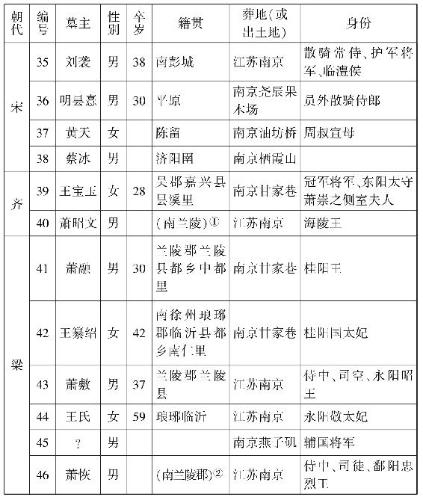 朝代 编号 墓主 性别 卒岁 籍贯 葬地(或出土地) 身份
宋 35 刘袭 男 38 南彭城 江苏南京 散骑常侍、护军将军、临澧侯
36 明昙憙 男 30 平原 南京尧辰果木场 员外散骑侍郎
37 黄天 女 陈留 南京油坊桥 周叔宣母
38 蔡冰 男 济阳圉 南京栖霞山
齐 39 王宝玉 女 28 吴郡嘉兴县昙溪里 南京甘家巷 冠军将军、东阳太守萧崇之侧室夫人
40 萧昭文 男 (南兰陵)① 江苏南京 海陵王
梁 41 萧融 男 30 兰陵郡兰陵县都乡中都里 南京甘家巷 桂阳王
42 王纂绍 女 42 南徐州琅琊郡临沂县都乡南仁里 南京甘家巷 桂阳国太妃
43 萧敷 男 37 兰陵郡兰陵县 江苏南京 侍中、司空、永阳昭王
44 王氏 女 59 琅琊临沂 江苏南京 永阳敬太妃
45 ? 男 南京燕子矶 辅国将军
46 萧恢 男 (南兰陵郡)② 江苏南京 侍中、司徒、鄱阳忠烈王